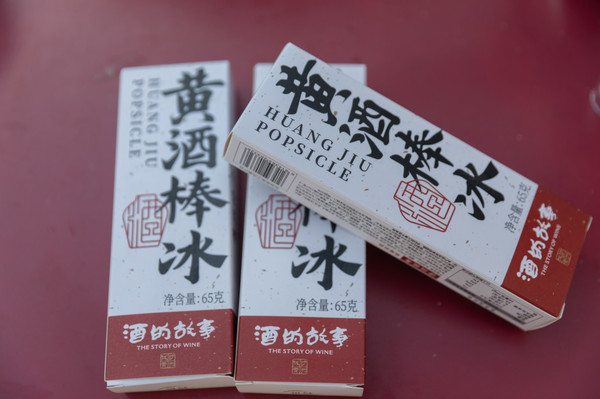 黄酒棒冰
HUANG JIU
POPSICLE
净含量:65克
酒的故事
THE STORY OF WINE
棒冰
净含量:65克
酒的故事
THE STORY OF WINE
黄酒棒冰
HUANG JIU
POPSICLE
净含量:65克
酒的故事
THE STORY OF WINE